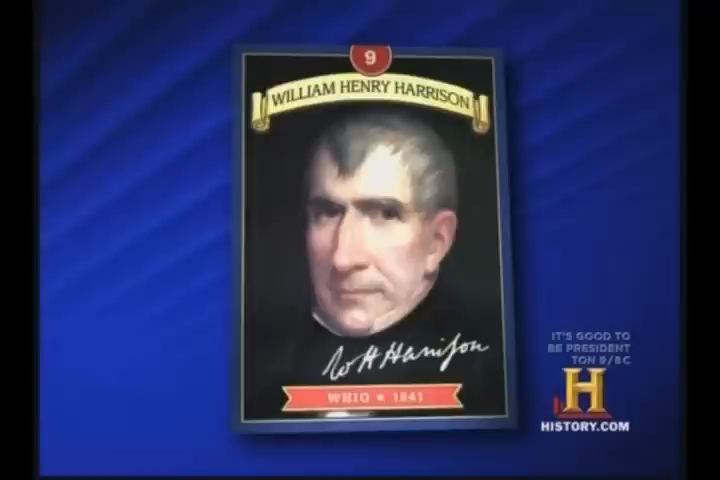 9
WILLIAM HENRY HARRISON
W H Harrison
WHIG ★ 1841
IT'S GOOD TO
BE PRESIDENT
TON 9/8C
H
HISTORY.COM